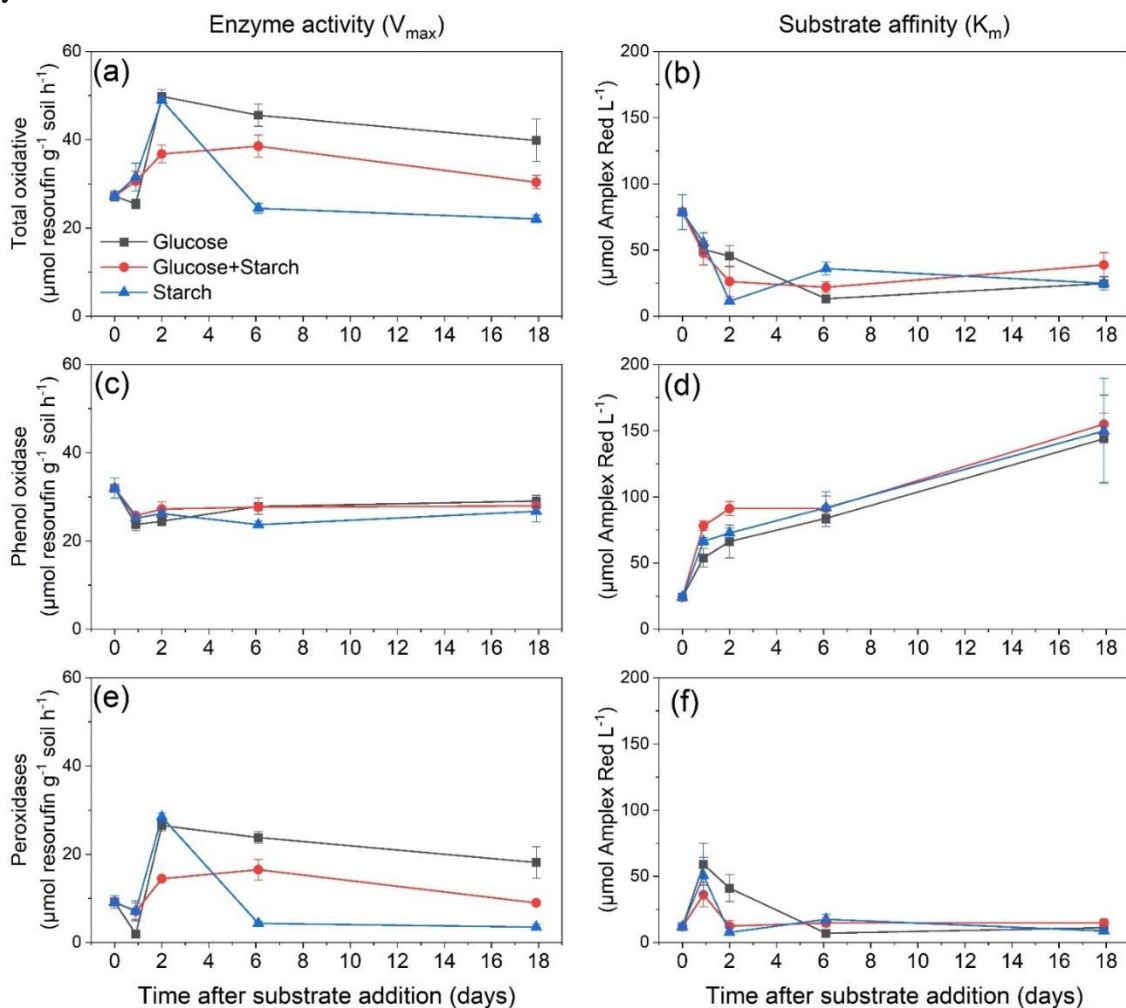 Enzyme activity (Vmax)
Substrate affinity (Km)
(a)
Total oxidative
(μmol resorufin g⁻¹ soil h⁻¹)
60
40
20
0
Glucose
Glucose+Starch
Starch
0 2 4 6 8 10 12 14 16 18
(b)
(μmol Amplex Red L⁻¹)
200
150
100
50
0
0 2 4 6 8 10 12 14 16 18
(c)
Phenol oxidase
(μmol resorufin g⁻¹ soil h⁻¹)
60
40
20
0
0 2 4 6 8 10 12 14 16 18
(d)
(μmol Amplex Red L⁻¹)
200
150
100
50
0
0 2 4 6 8 10 12 14 16 18
(e)
Peroxidases
(μmol resorufin g⁻¹ soil h⁻¹)
60
40
20
0
0 2 4 6 8 10 12 14 16 18
Time after substrate addition (days)
(f)
(μmol Amplex Red L⁻¹)
200
150
100
50
0
0 2 4 6 8 10 12 14 16 18
Time after substrate addition (days)